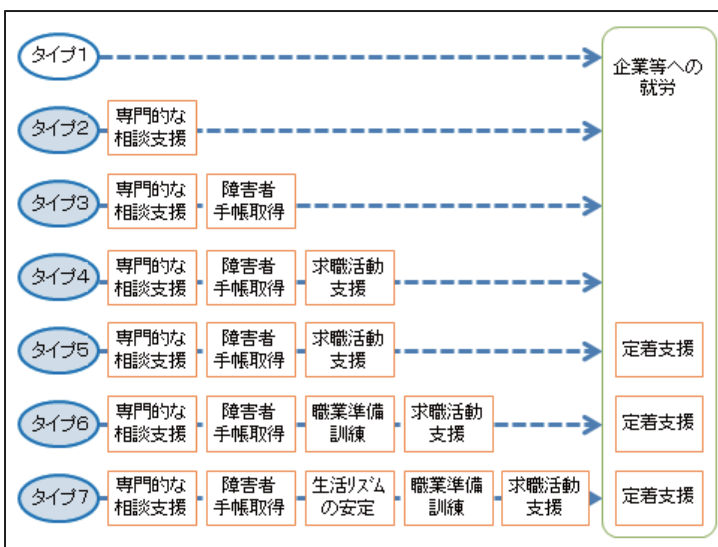 タイプ1
企業等への
就労
タイプ2
専門的な
相談支援
タイプ3
専門的な
相談支援
障害者
手帳取得
タイプ4
専門的な
相談支援
障害者
手帳取得
求職活動
支援
タイプ5
専門的な
相談支援
障害者
手帳取得
求職活動
支援
定着支援
タイプ6
専門的な
相談支援
障害者
手帳取得
職業準備
訓練
求職活動
支援
定着支援
タイプ7
専門的な
相談支援
障害者
手帳取得
生活リズム
の安定
職業準備
訓練
求職活動
支援
定着支援